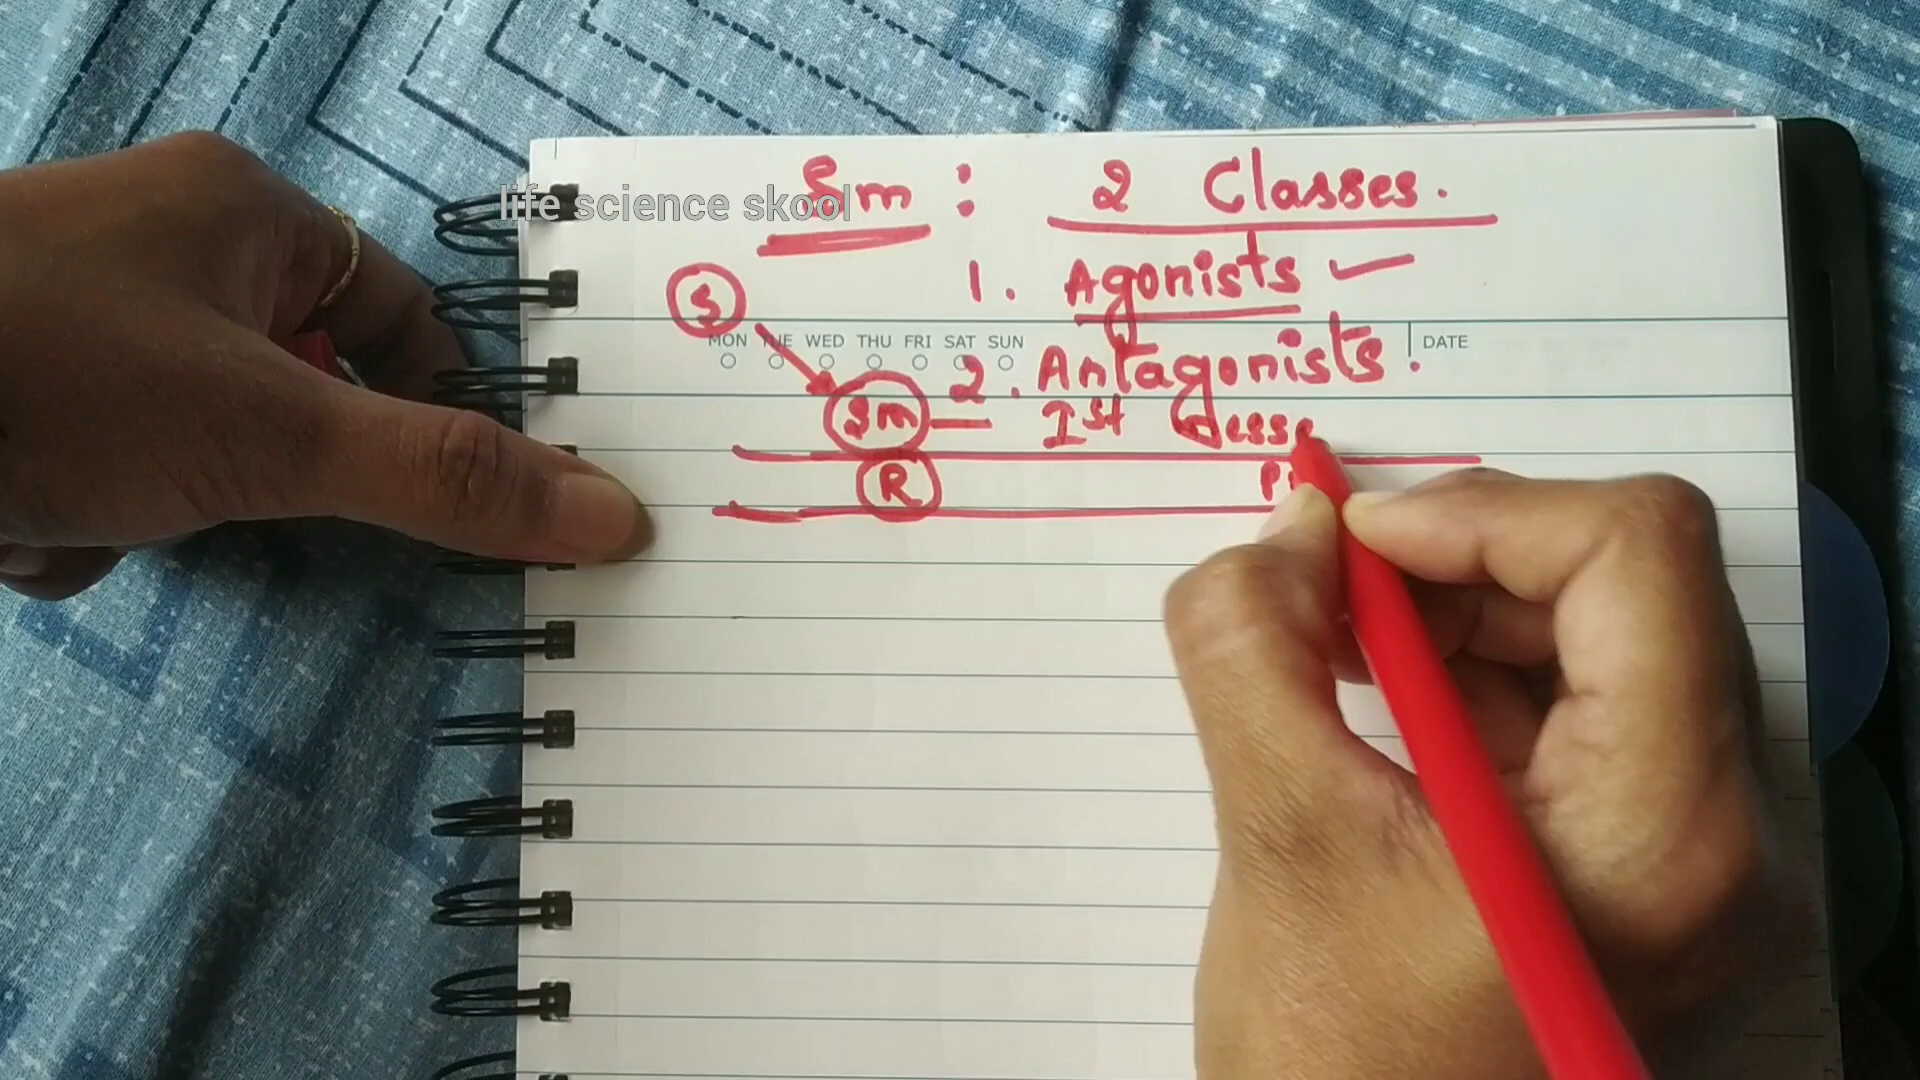 life science skool
Sm : 2 Classes.
1. Agonists
S
MON TUE WED THU FRI SAT SUN DATE
2. Antagonists.
Sm — Ist messe
R